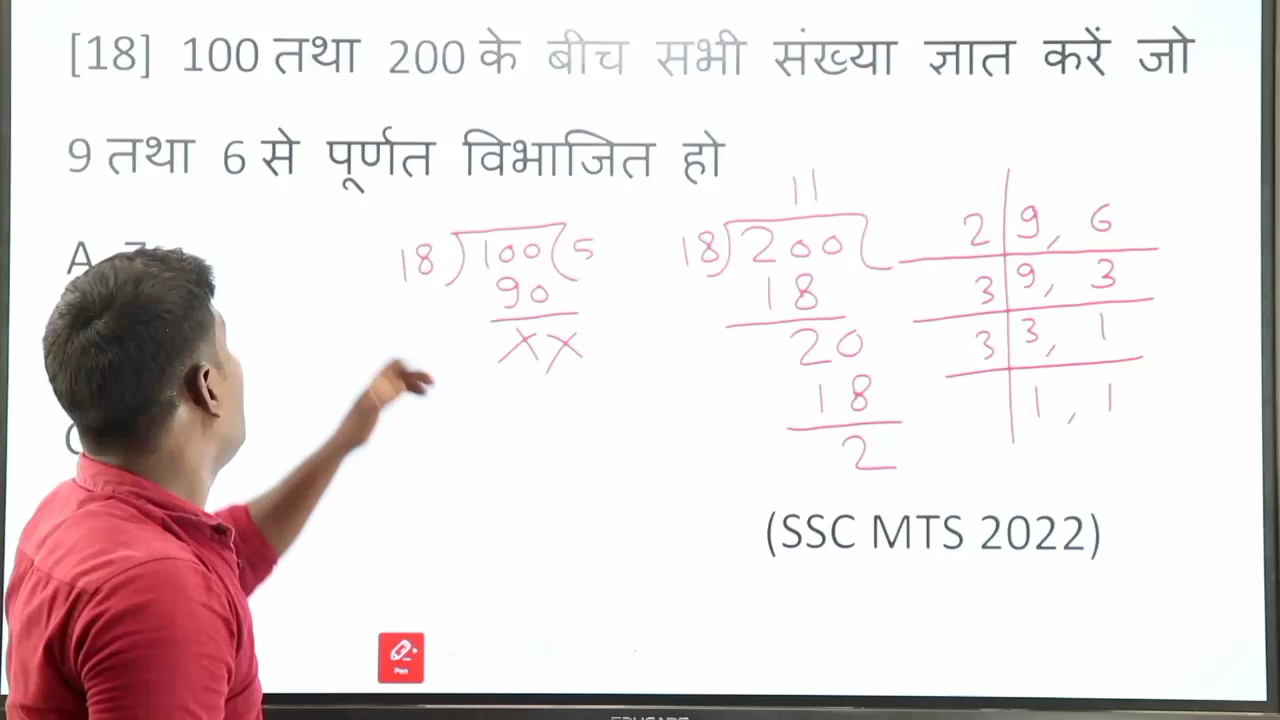 [18] 100 तथा 200 के बीच सभी संख्या ज्ञात करें जो
9 तथा 6 से पूर्णत विभाजित हो
A
18) 100 (5
90
xx
11
18) 200 (
18
20
18
2
2 | 9, 6
3 | 9, 3
3 | 3, 1
1, 1
(SSC MTS 2022)
Pen